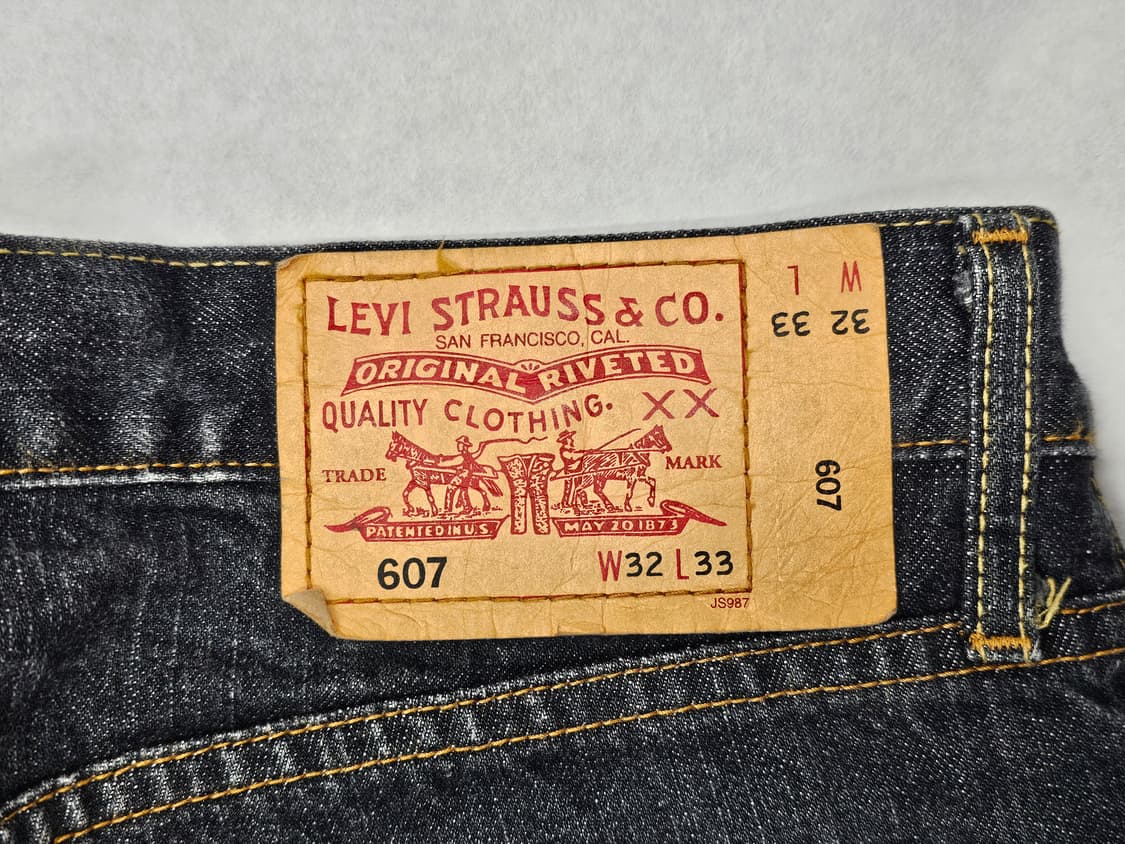 LEVI STRAUSS & CO.
SAN FRANCISCO, CAL.
ORIGINAL RIVETED
QUALITY CLOTHING. XX
TRADE MARK
PATENTED IN U.S. MAY 20 1873
607 W32 L33
JS987
W L
32 33
607